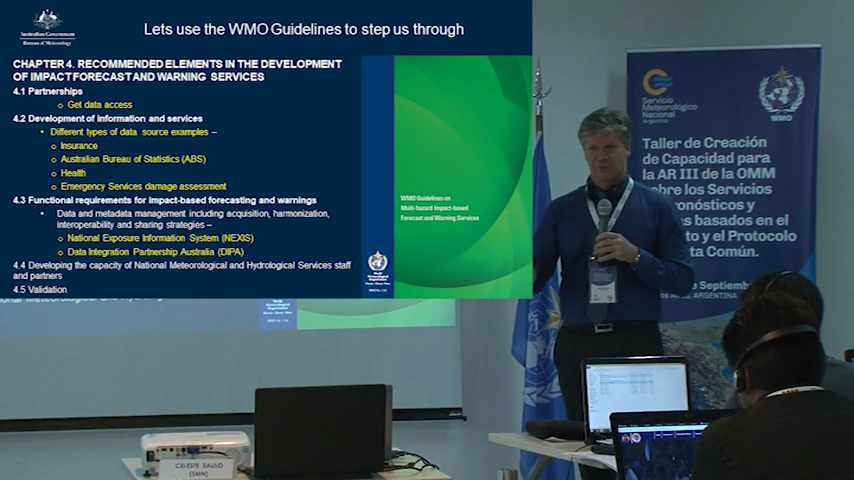 Australian Government
Bureau of Meteorology
Lets use the WMO Guidelines to step us through
CHAPTER 4. RECOMMENDED ELEMENTS IN THE DEVELOPMENT
OF IMPACT FORECAST AND WARNING SERVICES
4.1 Partnerships
o Get data access
4.2 Development of information and services
• Different types of data source examples –
o Insurance
o Australian Bureau of Statistics (ABS)
o Health
o Emergency Services damage assessment
4.3 Functional requirements for impact-based forecasting and warnings
• Data and metadata management including acquisition, harmonization,
interoperability and sharing strategies –
o National Exposure Information System (NEXIS)
o Data Integration Partnership Australia (DIPA)
4.4 Developing the capacity of National Meteorological and Hydrological Services staff
and partners
4.5 Validation
WMO Guidelines on
Multi-hazard Impact-based
Forecast and Warning Services
World
Meteorological
Organization
Servicio
Meteorológico
Nacional
Argentina
WMO
Taller de Creación
de Capacidad para
la AR III de la OMM
sobre los Servicios
basados en el
y el Protocolo
Común.
Septiembre
ARGENTINA
CELESTE SAULO
(SMN)